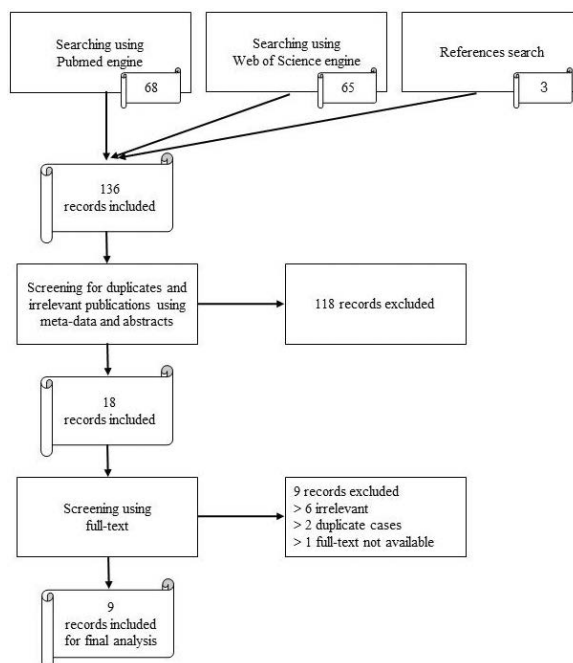 Searching using
Pubmed engine
68
Searching using
Web of Science engine
65
References search
3
136
records included
Screening for duplicates and
irrelevant publications using
meta-data and abstracts
118 records excluded
18
records included
Screening using
full-text
9 records excluded
> 6 irrelevant
> 2 duplicate cases
> 1 full-text not available
9
records included
for final analysis